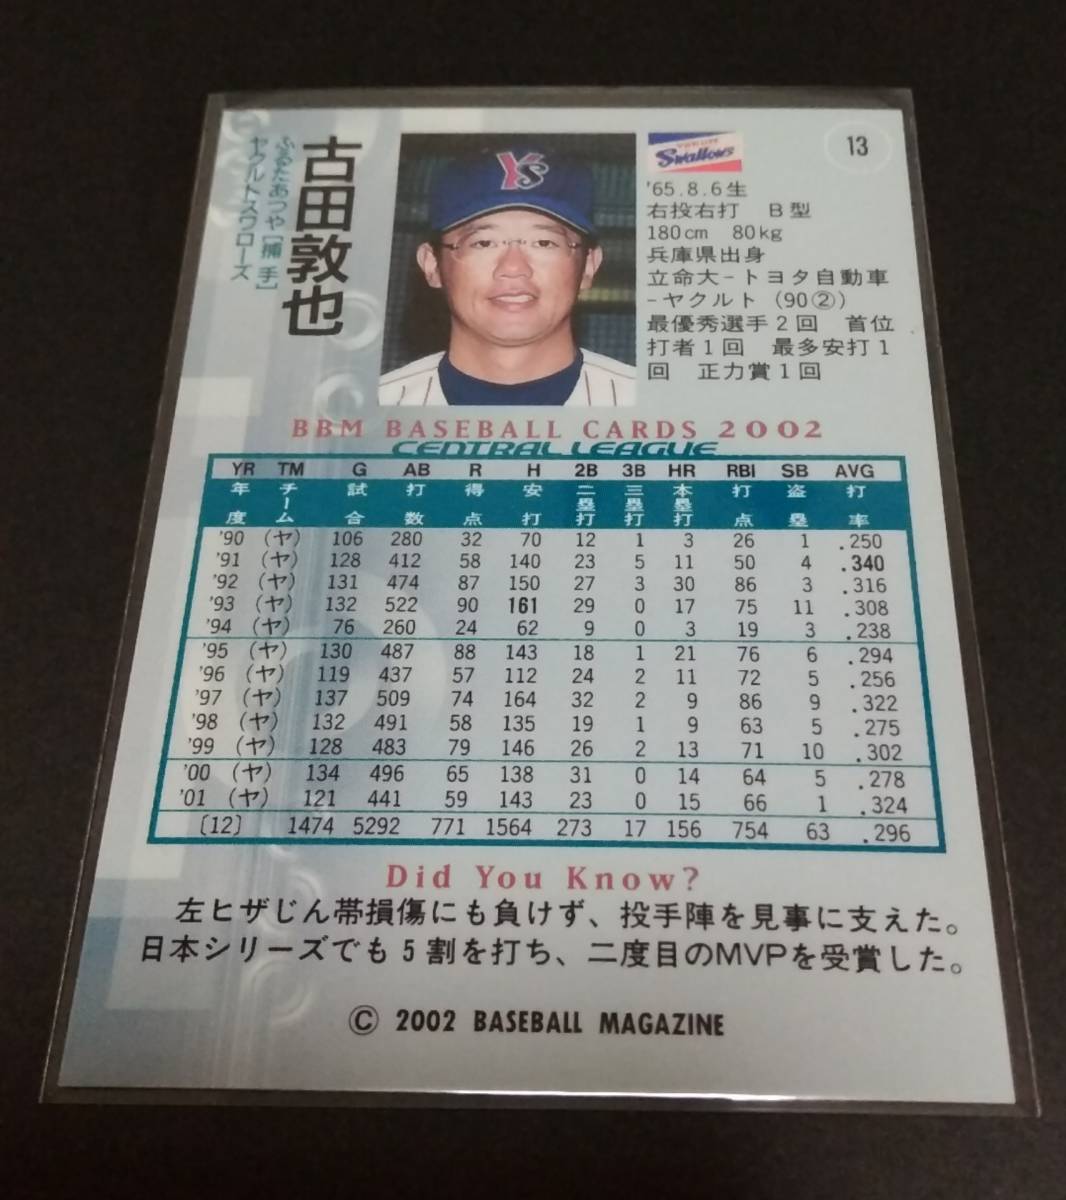 古田敦也
ふるたあつや［捕手］
ヤクルトスワローズ
YS
Swallows
13
'65.8.6生
右投右打　B型
180cm　80kg
兵庫県出身
立命大－トヨタ自動車
－ヤクルト（90②）
最優秀選手2回　首位
打者1回　最多安打1
回　正力賞1回
BBM BASEBALL CARDS 2002
CENTRAL LEAGUE
YR TM G AB R H 2B 3B HR RBI SB AVG
年度 チーム 試合 打数 得点 安打 二塁打 三塁打 本塁打 打点 盗塁 打率
'90 (ヤ) 106 280 32 70 12 1 3 26 1 .250
'91 (ヤ) 128 412 58 140 23 5 11 50 4 .340
'92 (ヤ) 131 474 87 150 27 3 30 86 3 .316
'93 (ヤ) 132 522 90 161 29 0 17 75 11 .308
'94 (ヤ) 76 260 24 62 9 0 3 19 3 .238
'95 (ヤ) 130 487 88 143 18 1 21 76 6 .294
'96 (ヤ) 119 437 57 112 24 2 11 72 5 .256
'97 (ヤ) 137 509 74 164 32 2 9 86 9 .322
'98 (ヤ) 132 491 58 135 19 1 9 63 5 .275
'99 (ヤ) 128 483 79 146 26 2 13 71 10 .302
'00 (ヤ) 134 496 65 138 31 0 14 64 5 .278
'01 (ヤ) 121 441 59 143 23 0 15 66 1 .324
〔12〕 1474 5292 771 1564 273 17 156 754 63 .296
Did You Know?
左ヒザじん帯損傷にも負けず、投手陣を見事に支えた。
日本シリーズでも5割を打ち、二度目のMVPを受賞した。
© 2002 BASEBALL MAGAZINE